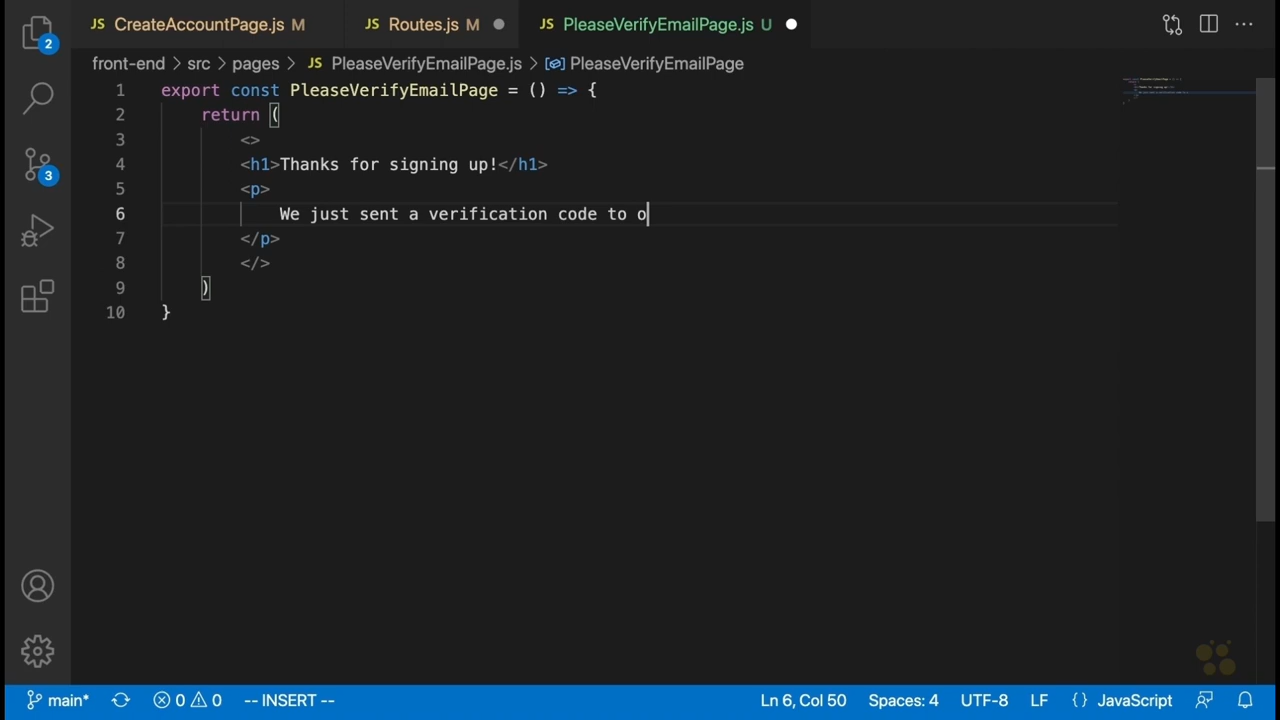 2
3
JS CreateAccountPage.js M
JS Routes.js M
JS PleaseVerifyEmailPage.js U
front-end > src > pages > JS PleaseVerifyEmailPage.js > PleaseVerifyEmailPage
1 export const PleaseVerifyEmailPage = () => {
2 return (
3 <>
4 <h1>Thanks for signing up!</h1>
5 <p>
6 We just sent a verification code to o
7 </p>
8 </>
9 )
10 }
main* 0 0 -- INSERT -- Ln 6, Col 50 Spaces: 4 UTF-8 LF {} JavaScript